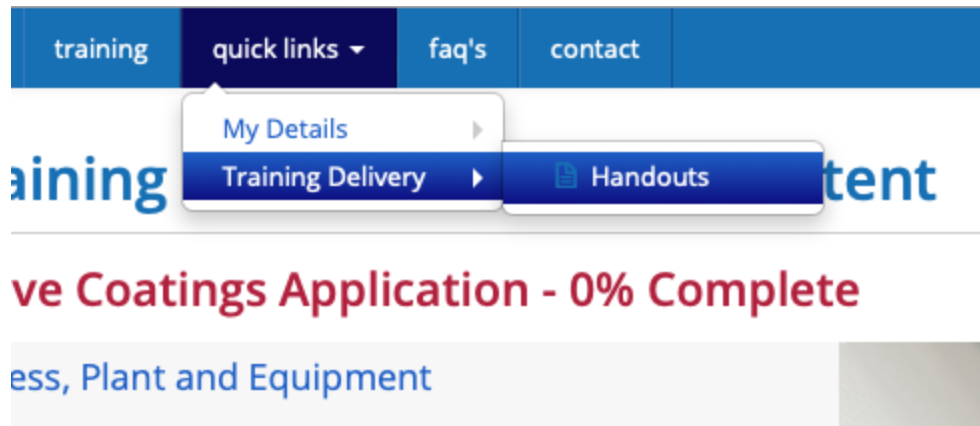 training quick links faq's contact
My Details
Training Delivery Handouts
aining tent
ve Coatings Application - 0% Complete
ess, Plant and Equipment